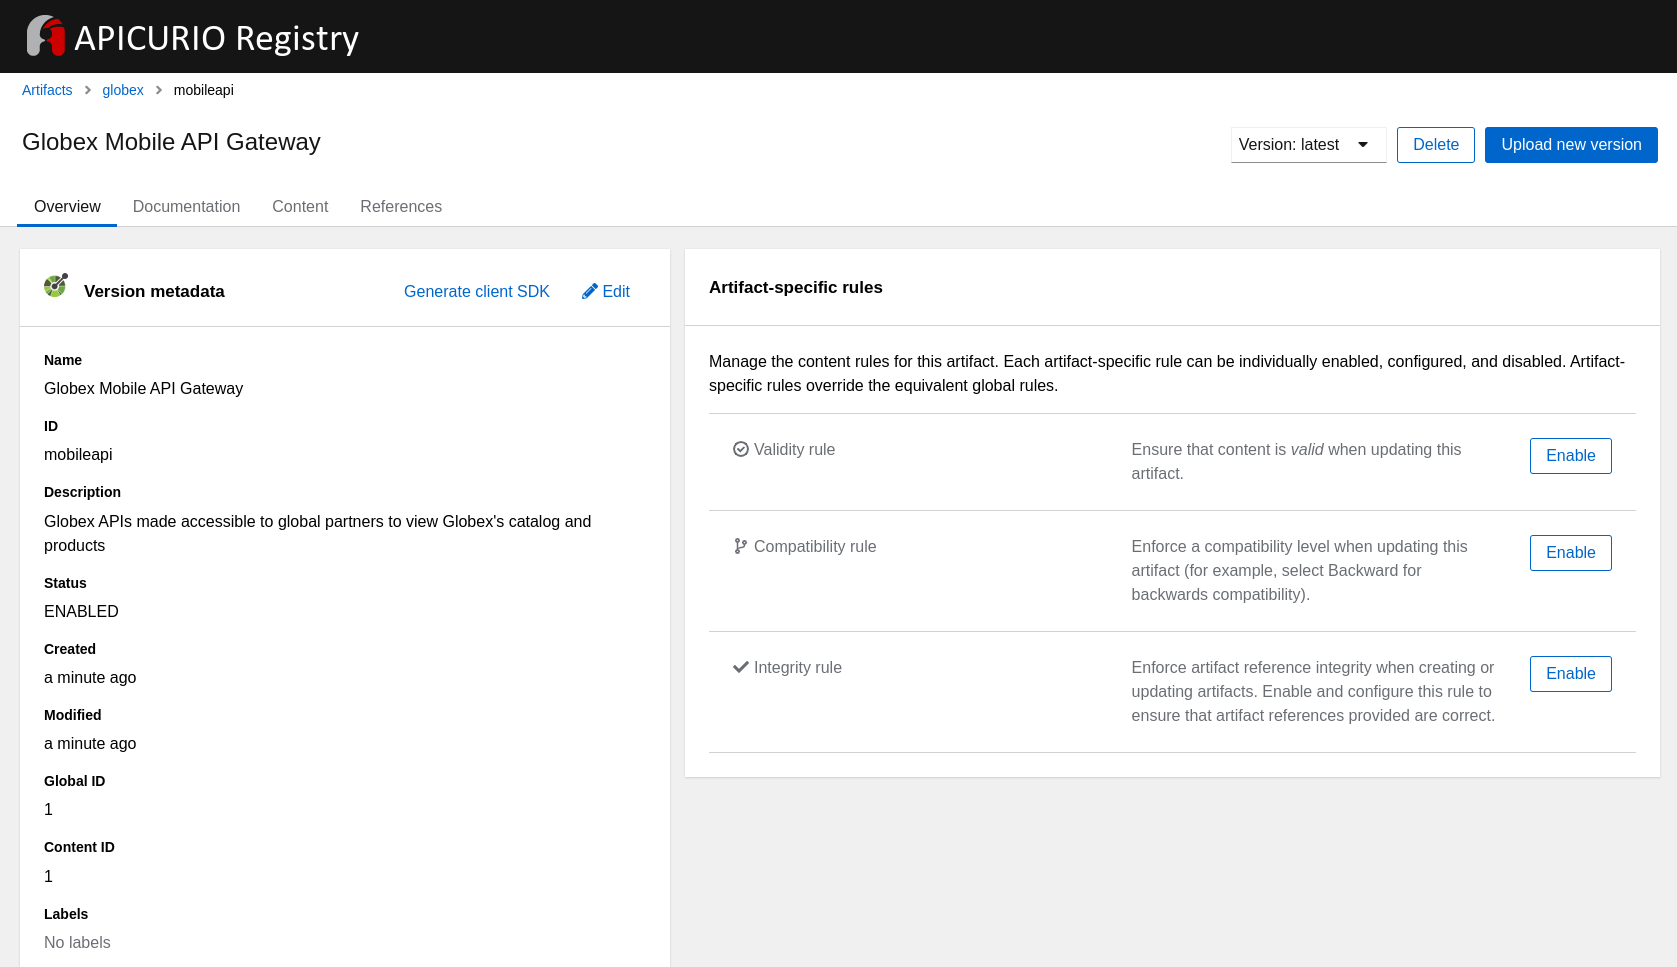 APICURIO Registry
Artifacts > globex > mobileapi
Globex Mobile API Gateway
Version: latest
Delete
Upload new version
Overview
Documentation
Content
References
Version metadata
Generate client SDK
Edit
Name
Globex Mobile API Gateway
ID
mobileapi
Description
Globex APIs made accessible to global partners to view Globex's catalog and
products
Status
ENABLED
Created
a minute ago
Modified
a minute ago
Global ID
1
Content ID
1
Labels
No labels
Artifact-specific rules
Manage the content rules for this artifact. Each artifact-specific rule can be individually enabled, configured, and disabled. Artifact-
specific rules override the equivalent global rules.
Validity rule
Ensure that content is valid when updating this
artifact.
Enable
Compatibility rule
Enforce a compatibility level when updating this
artifact (for example, select Backward for
backwards compatibility).
Enable
Integrity rule
Enforce artifact reference integrity when creating or
updating artifacts. Enable and configure this rule to
ensure that artifact references provided are correct.
Enable